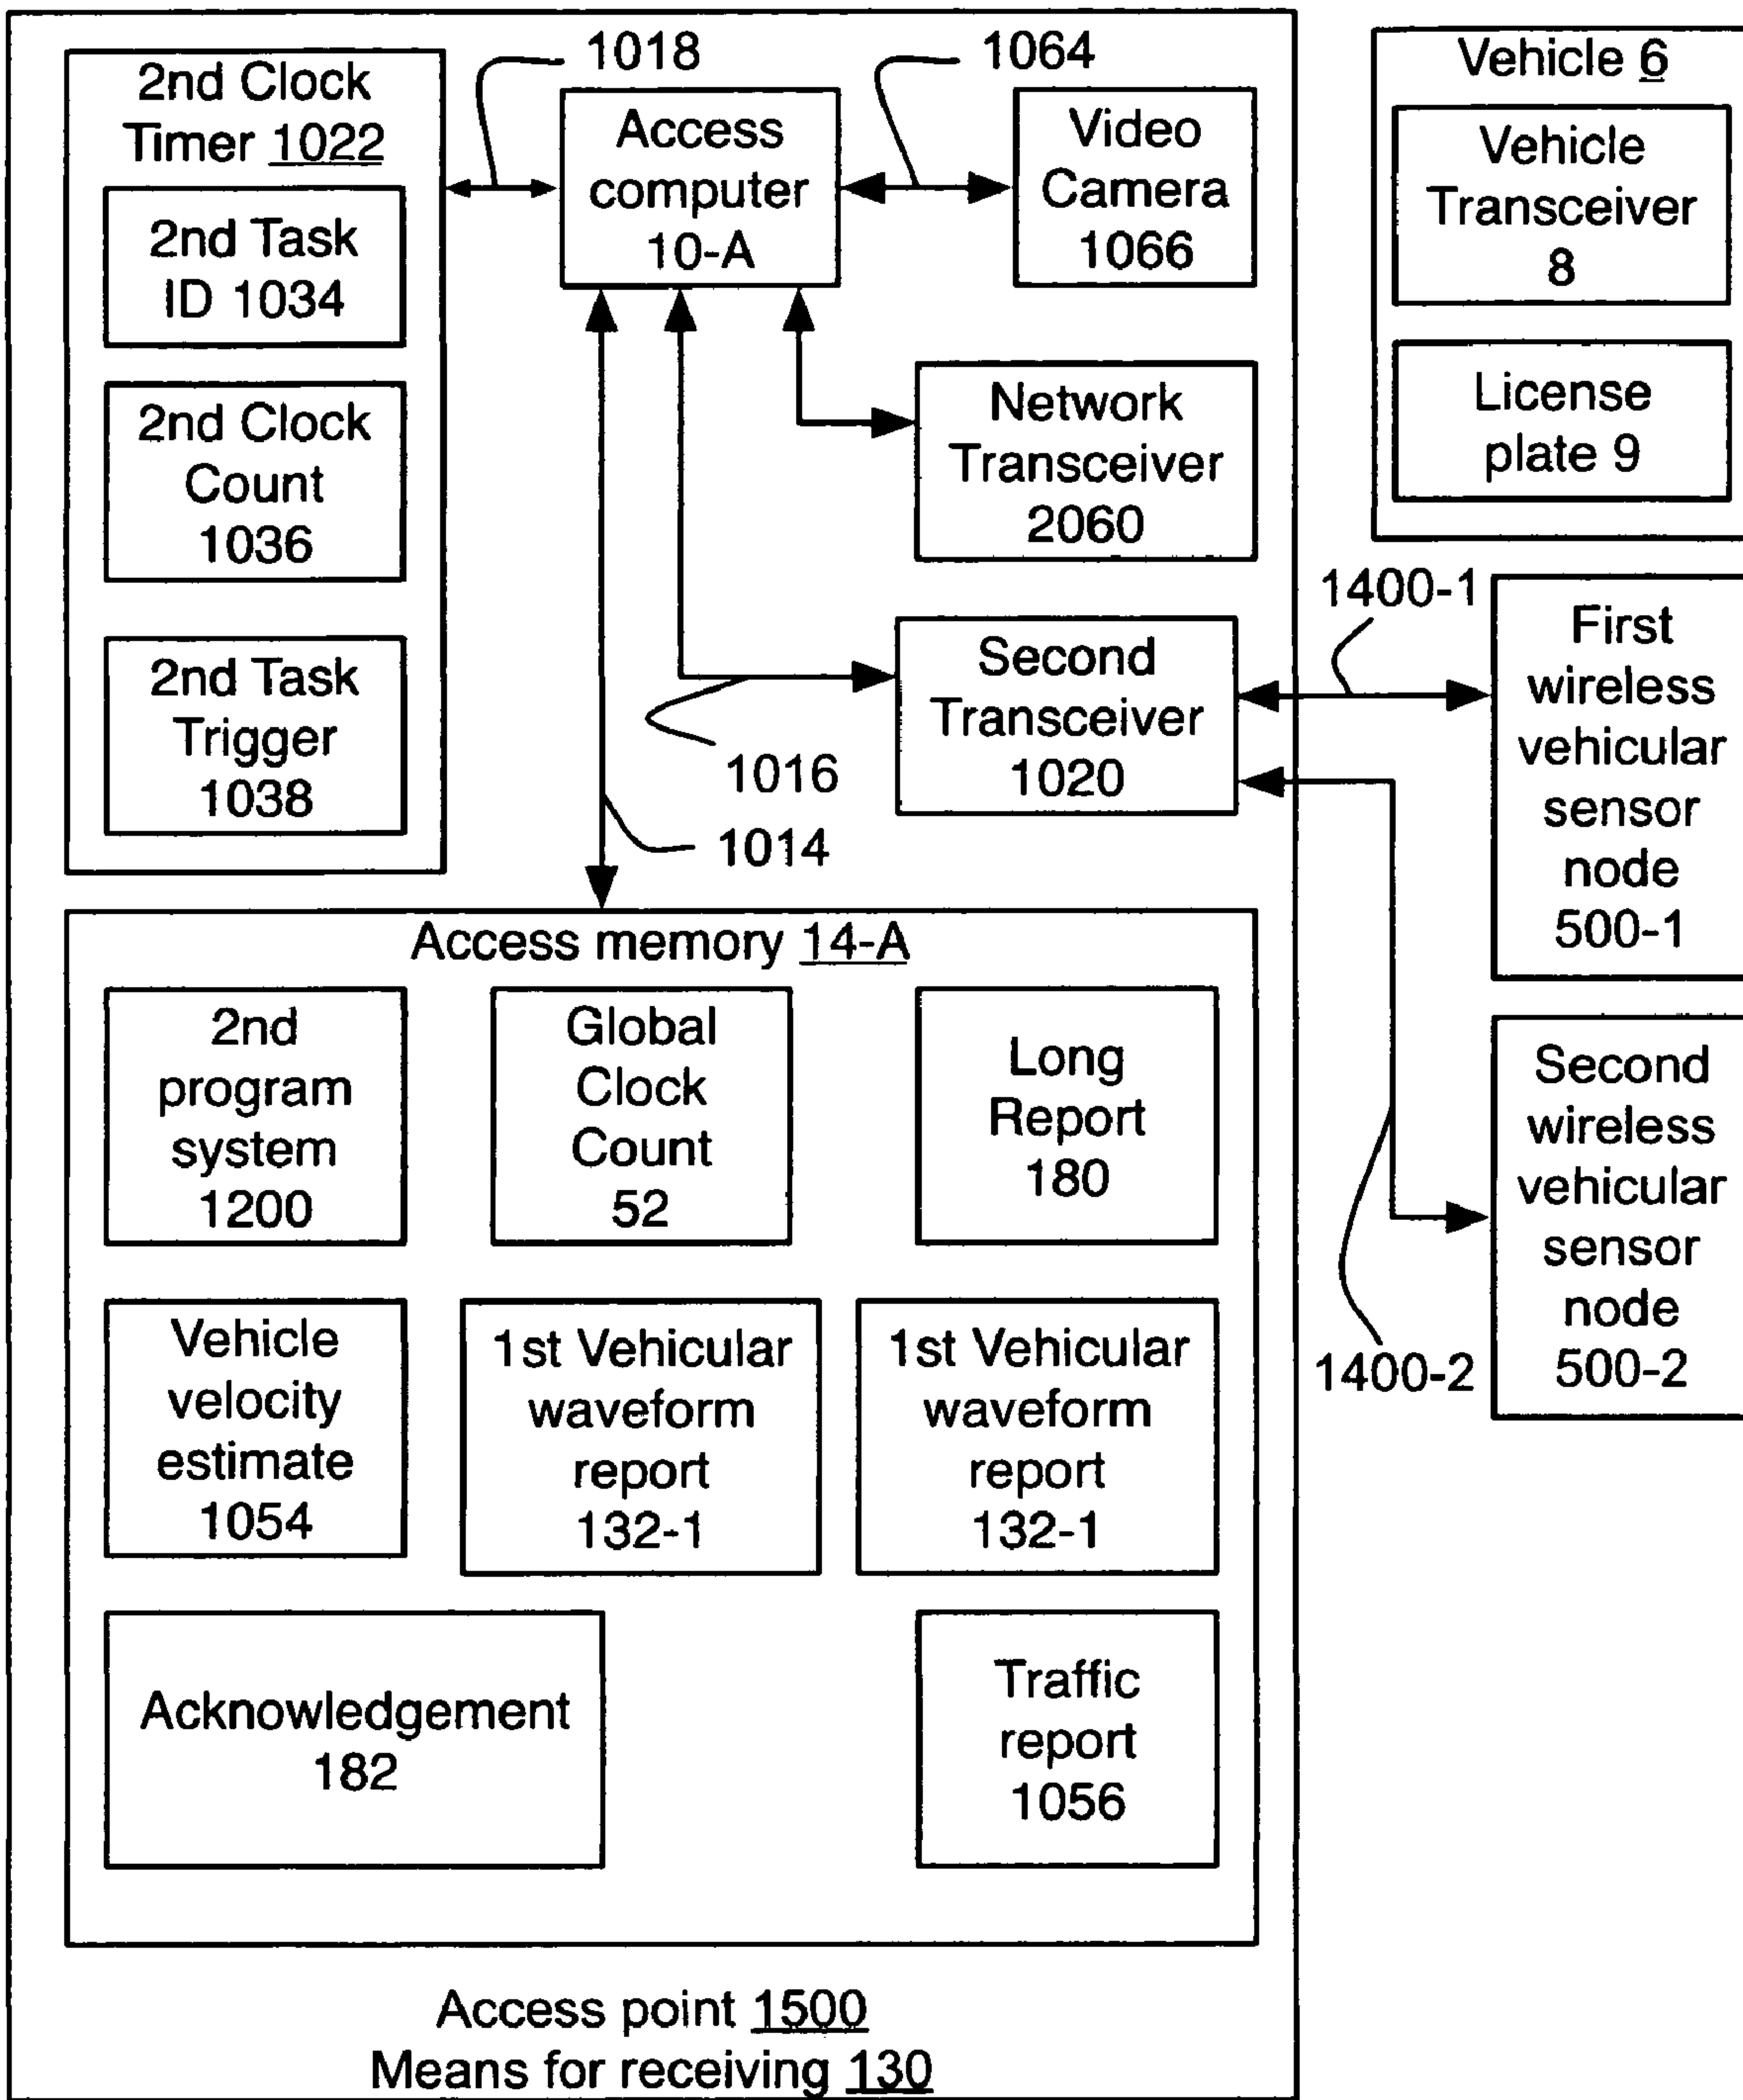 1018
1064
2nd Clock
Timer 1022
2nd Task
ID 1034
2nd Clock
Count
1036
2nd Task
Trigger
1038
Access
computer
10-A
Video
Camera
1066
Network
Transceiver
2060
Second
Transceiver
1020
1016
1014
Vehicle 6
Vehicle
Transceiver
8
License
plate 9
1400-1
First
wireless
vehicular
sensor
node
500-1
Second
wireless
vehicular
sensor
node
500-2
1400-2
Access memory 14-A
2nd
program
system
1200
Global
Clock
Count
52
Long
Report
180
Vehicle
velocity
estimate
1054
1st Vehicular
waveform
report
132-1
1st Vehicular
waveform
report
132-1
Acknowledgement
182
Traffic
report
1056
Access point 1500
Means for receiving 130